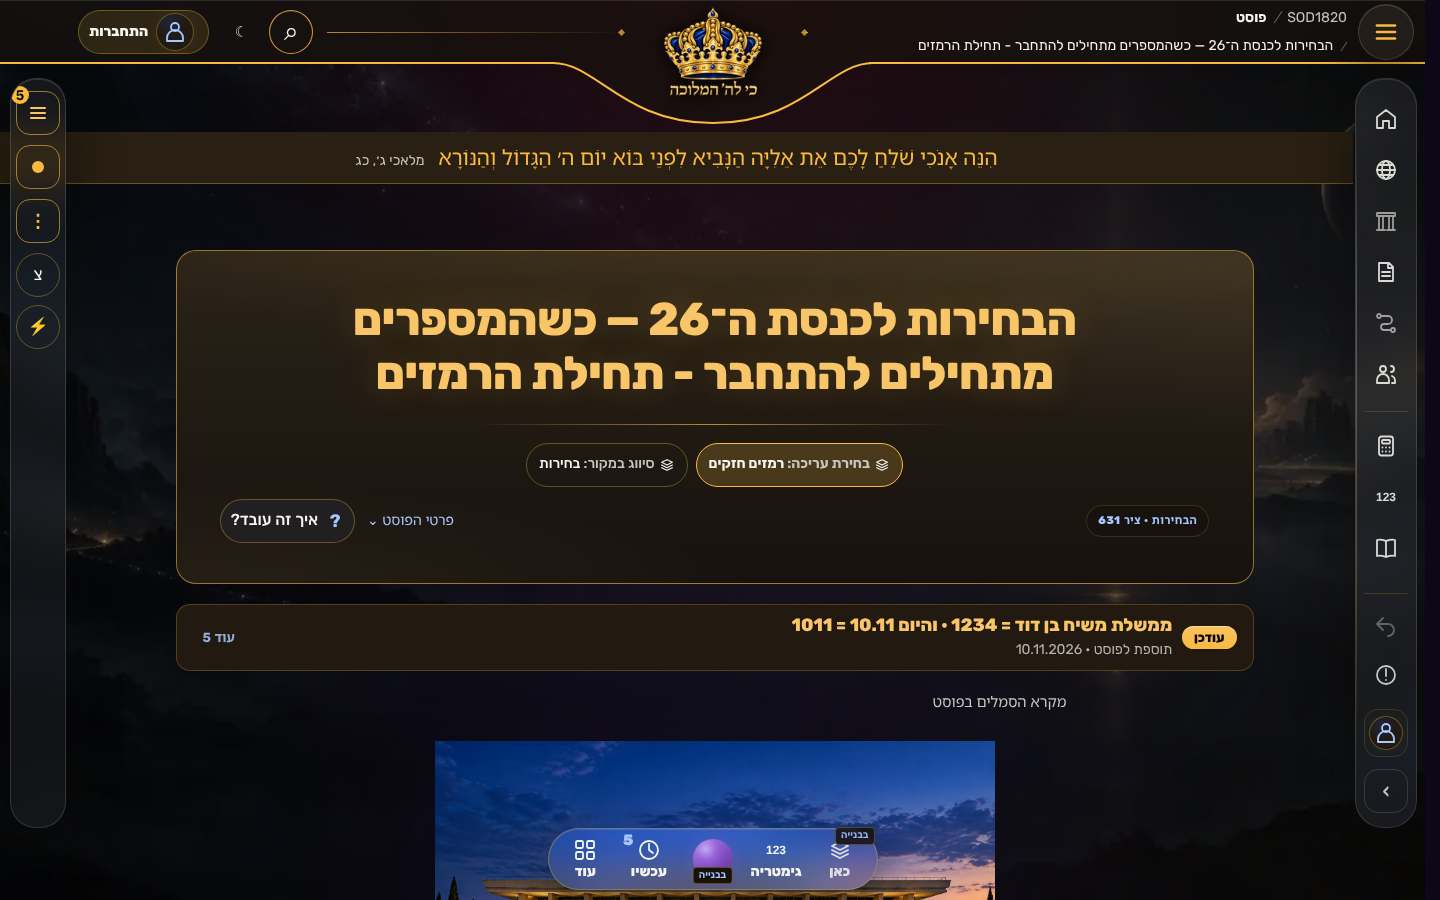 SOD1820 / פוסט
/ הבחירות לכנסת ה־26 — כשהמספרים מתחילים להתחבר - תחילת הרמזים
כי לה' המלוכה
התחברות
הִנֵּה אָנֹכִי שֹׁלֵחַ לָכֶם אֵת אֵלִיָּה הַנָּבִיא לִפְנֵי בּוֹא יוֹם ה' הַגָּדוֹל וְהַנּוֹרָא מלאכי ג׳, כג
5
צ
123
הבחירות לכנסת ה־26 — כשהמספרים
מתחילים להתחבר - תחילת הרמזים
בחירת עריכה: רמזים חזקים
סיווג במקור: בחירות
הבחירות • ציר 631
פרטי הפוסט
? איך זה עובד?
עודכן
ממשלת משיח בן דוד = 1234 • והיום 10.11 = 1011
תוספת לפוסט • 10.11.2026
עוד 5
מקרא הסמלים בפוסט
בבנייה
כאן
123
גימטריה
בבנייה
5
עכשיו
עוד